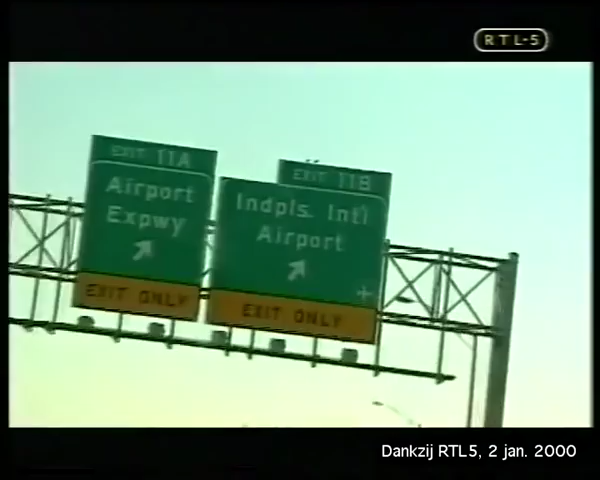 RTL-5
EXIT 11A
Airport
Expwy
EXIT ONLY
EXIT 11B
Indpls. Int'l
Airport
EXIT ONLY
Dankzij RTL5, 2 jan. 2000